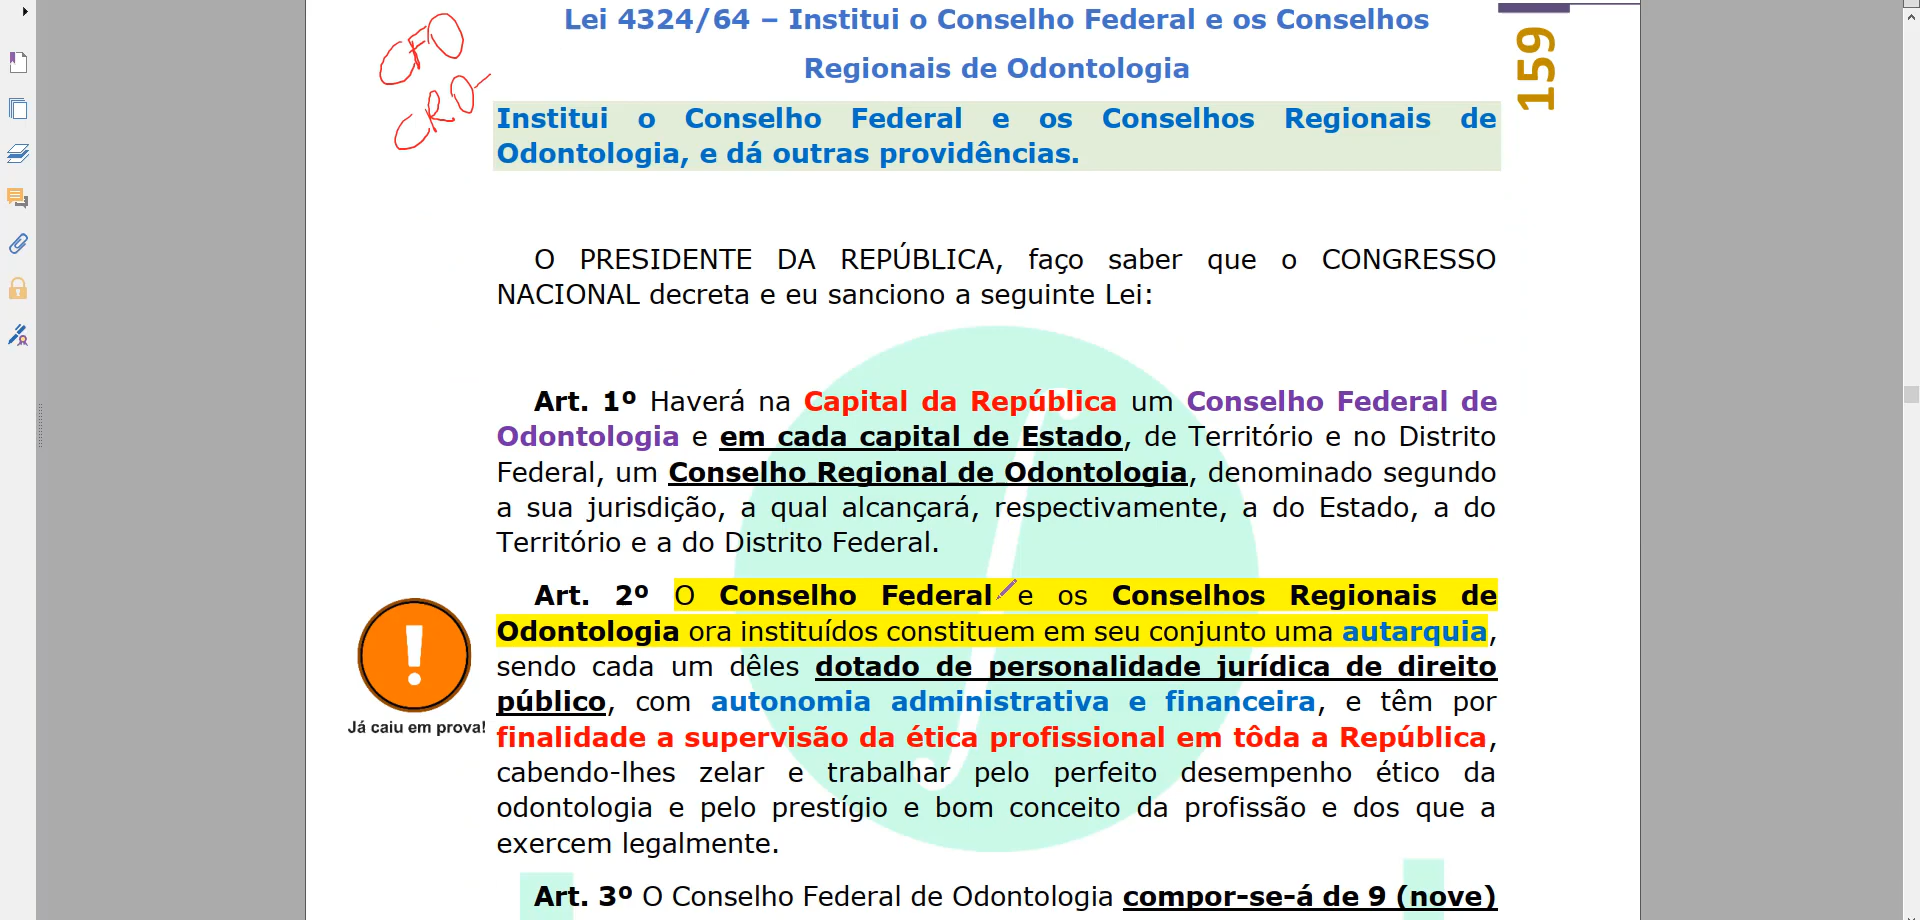 Lei 4324/64 – Institui o Conselho Federal e os Conselhos
Regionais de Odontologia
159
CFO
CRO-
Institui o Conselho Federal e os Conselhos Regionais de
Odontologia, e dá outras providências.
O PRESIDENTE DA REPÚBLICA, faço saber que o CONGRESSO
NACIONAL decreta e eu sanciono a seguinte Lei:
Art. 1º Haverá na Capital da República um Conselho Federal de
Odontologia e em cada capital de Estado, de Território e no Distrito
Federal, um Conselho Regional de Odontologia, denominado segundo
a sua jurisdição, a qual alcançará, respectivamente, a do Estado, a do
Território e a do Distrito Federal.
Art. 2º O Conselho Federal e os Conselhos Regionais de
Odontologia ora instituídos constituem em seu conjunto uma autarquia,
sendo cada um dêles dotado de personalidade jurídica de direito
público, com autonomia administrativa e financeira, e têm por
Já caiu em prova!
finalidade a supervisão da ética profissional em tôda a República,
cabendo-lhes zelar e trabalhar pelo perfeito desempenho ético da
odontologia e pelo prestígio e bom conceito da profissão e dos que a
exercem legalmente.
Art. 3º O Conselho Federal de Odontologia compor-se-á de 9 (nove)